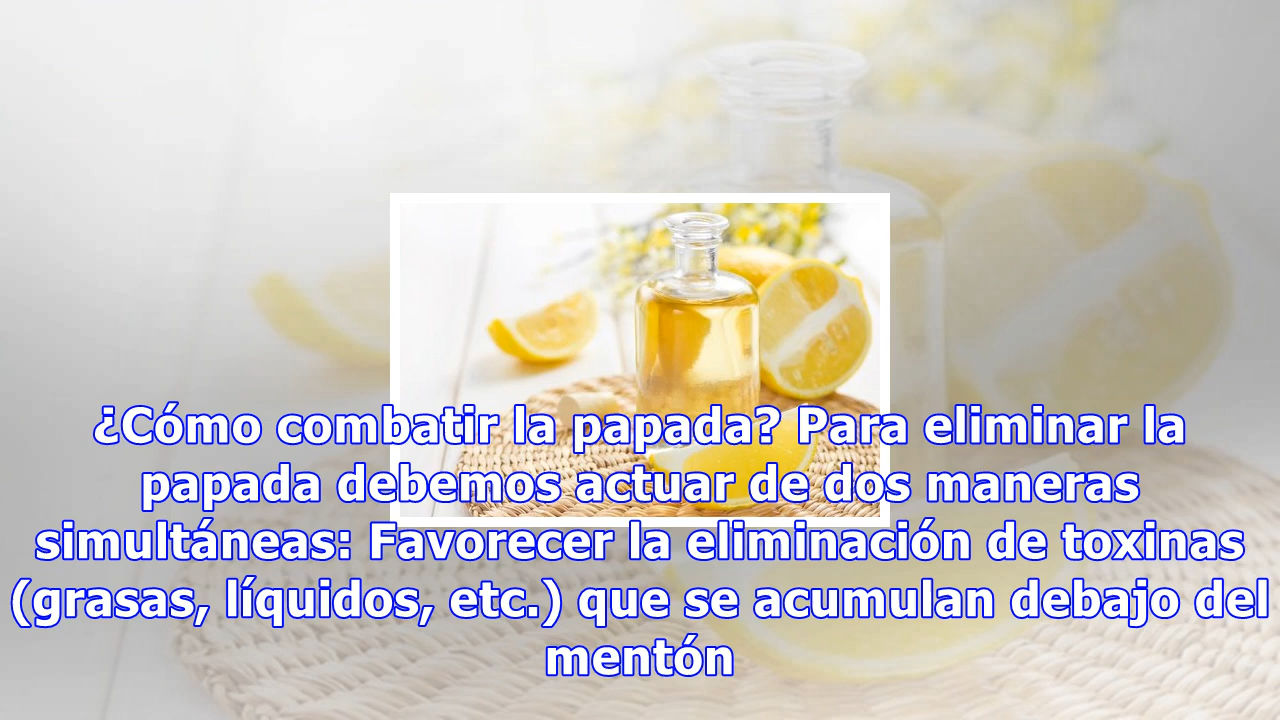 ¿Cómo combatir la papada? Para eliminar la
papada debemos actuar de dos maneras
simultáneas: Favorecer la eliminación de toxinas
(grasas, líquidos, etc.) que se acumulan debajo del
mentón